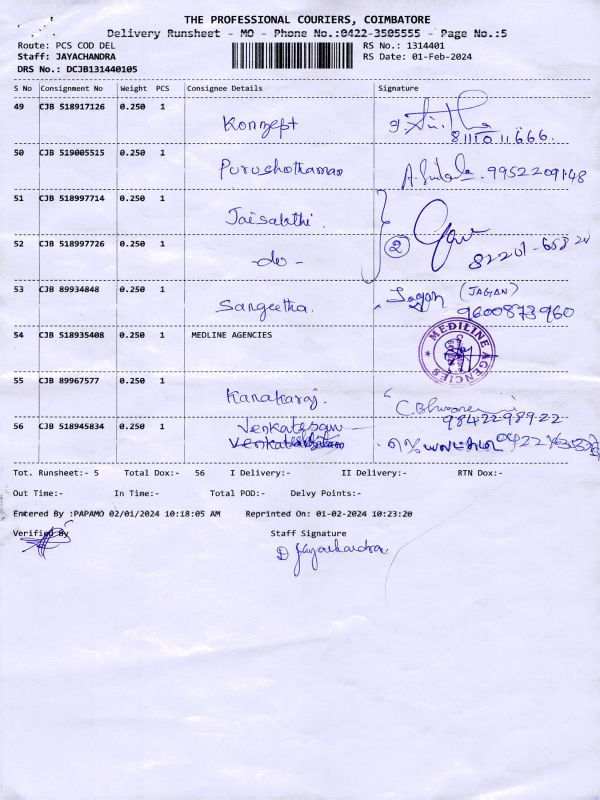 THE PROFESSIONAL COURIERS, COIMBATORE
Delivery Runsheet - MO - Phone No.:0422-3505555 - Page No.:5
Route: PCS COD DEL RS No.: 1314401
Staff: JAYACHANDRA RS Date: 01-Feb-2024
DRS No.: DCJB131440105
S No Consignment No Weight PCS Consignee Details Signature
49 CJB 518917126 0.250 1 Konzept
50 CJB 519005515 0.250 1 Purushothaman 9952209148
51 CJB 518997714 0.250 1 Jaisakthi.
52 CJB 518997726 0.250 1 -do- 2
53 CJB 89934848 0.250 1 Sangeetha. Jagan (JAGAN)
9600873960
54 CJB 518935408 0.250 1 MEDLINE AGENCIES MEDILINE AGENCIES
55 CJB 89967577 0.250 1 Kanakaraj.
9842298922
56 CJB 518945834 0.250 1 Venkatesan
Tot. Runsheet:- 5 Total Dox:- 56 I Delivery:- II Delivery:- RTN Dox:-
Out Time:- In Time:- Total POD:- Delvy Points:-
Entered By :PAPAMO 02/01/2024 10:18:05 AM Reprinted On: 01-02-2024 10:23:20
Verified By Staff Signature
D Jayachandra